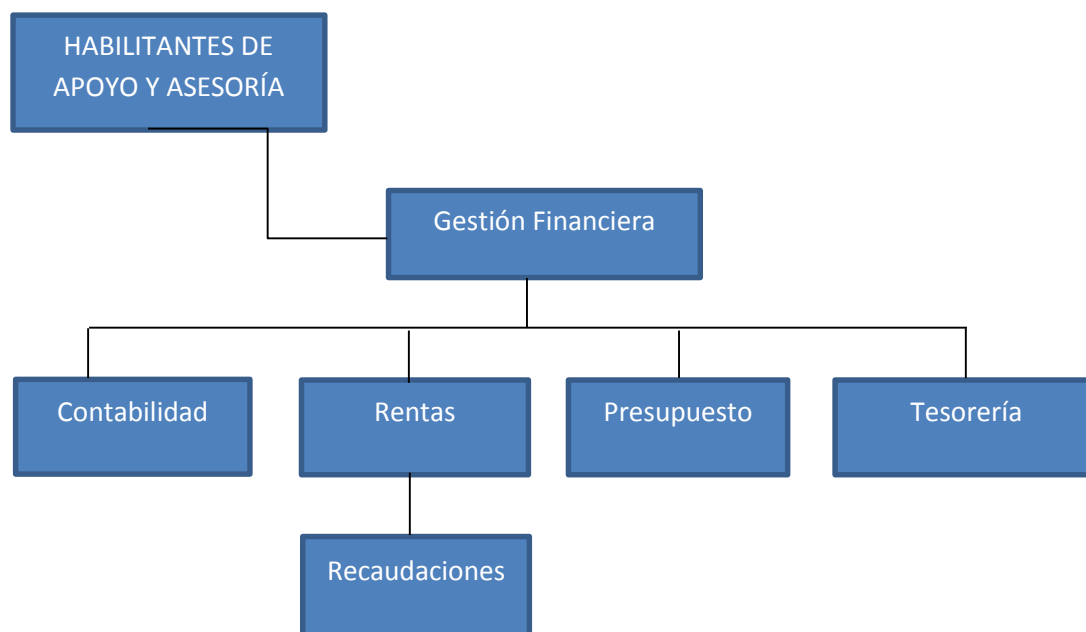 HABILITANTES DE
APOYO Y ASESORÍA
Gestión Financiera
Contabilidad
Rentas
Presupuesto
Tesorería
Recaudaciones